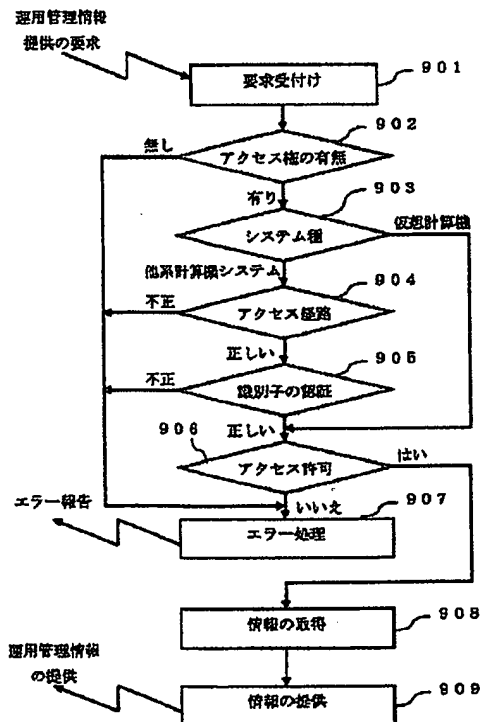 運用管理情報
提供の要求
901
要求受付け
902
無し
アクセス権の有無
903
有り
仮想計算機
システム種
他系計算機システム
904
不正
アクセス経路
正しい
905
不正
識別子の認証
906
正しい
はい
アクセス許可
エラー報告
いいえ
907
エラー処理
908
情報の取得
運用管理情報
の提供
909
情報の提供